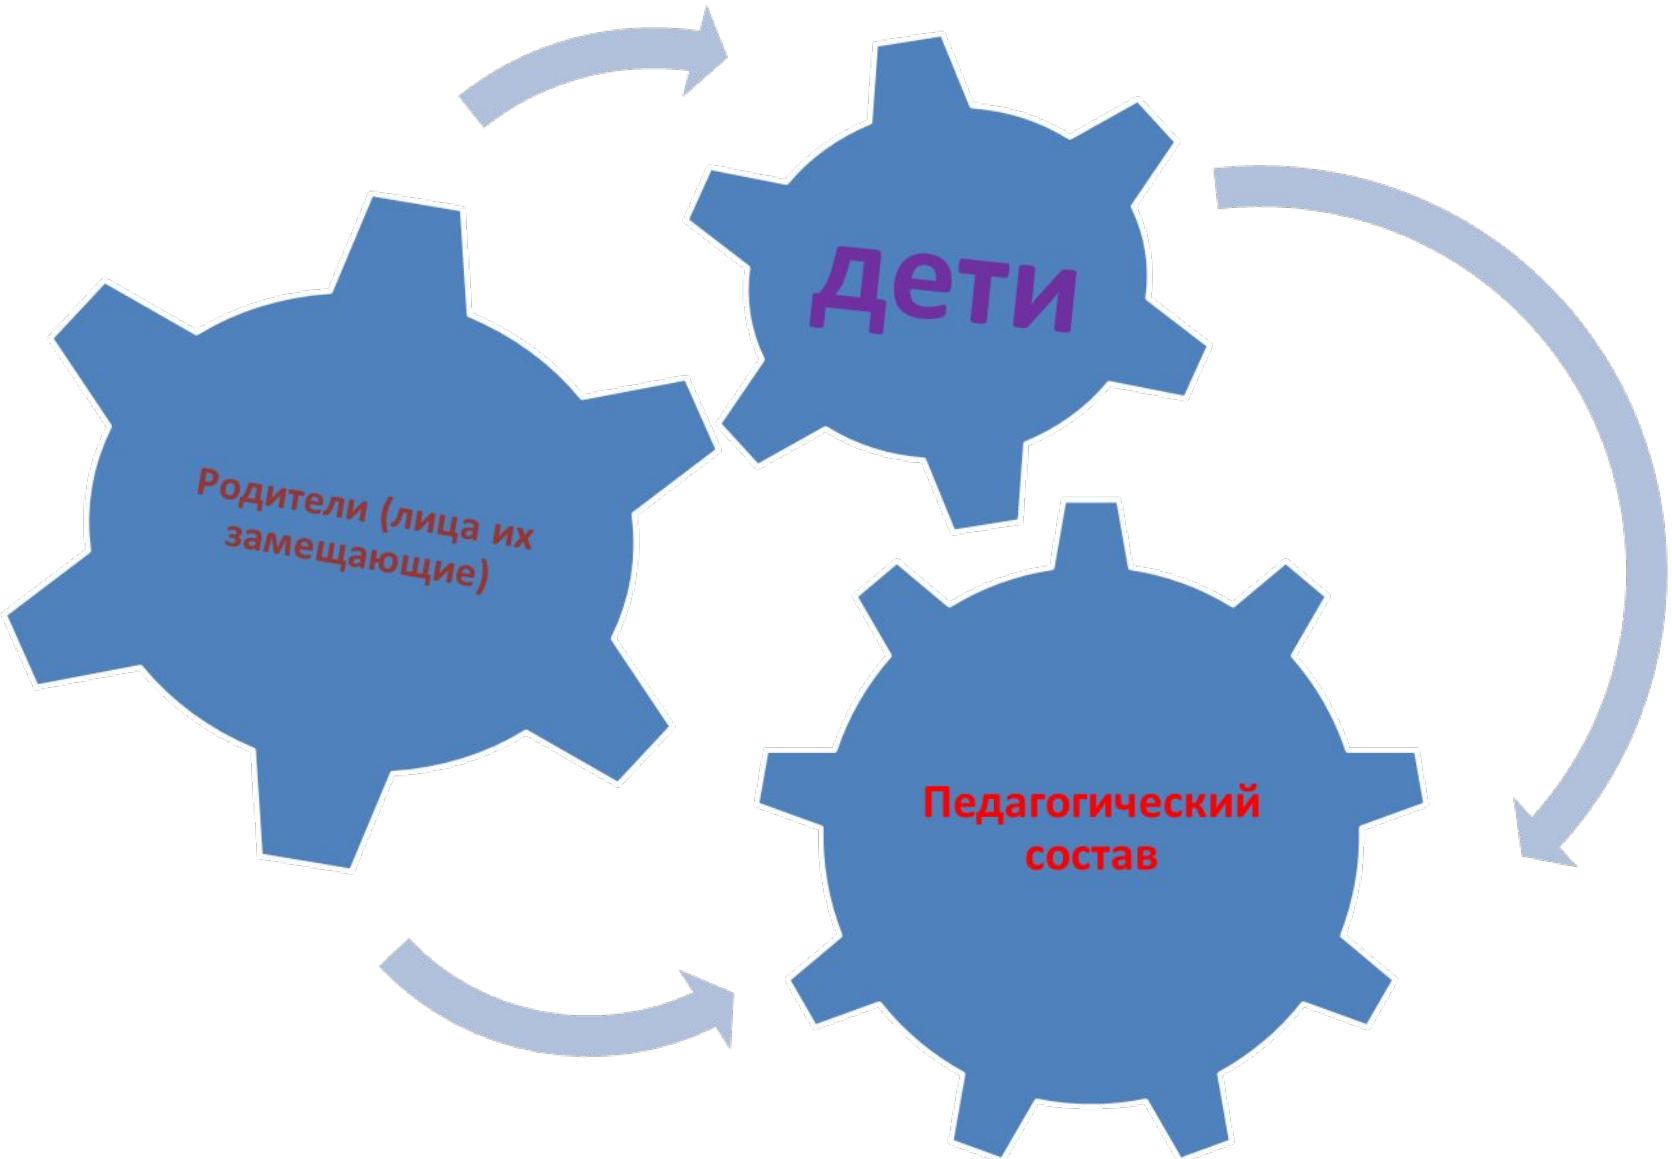 дети
Родители (лица их
замещающие)
Педагогический
состав